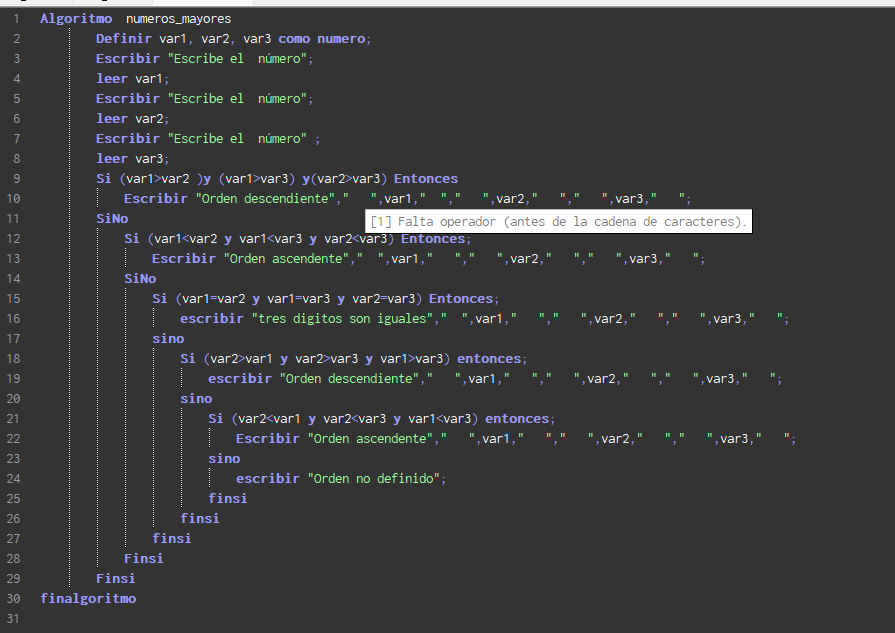 1 Algoritmo numeros_mayores
2 Definir var1, var2, var3 como numero;
3 Escribir "Escribe el  número";
4 leer var1;
5 Escribir "Escribe el  número";
6 leer var2;
7 Escribir "Escribe el  número" ;
8 leer var3;
9 Si (var1>var2 )y (var1>var3) y(var2>var3) Entonces
10 Escribir "Orden descendiente","   ",var1,"  ","   ",var2,"   ","   ",var3,"   ";
11 SiNo
[1] Falta operador (antes de la cadena de caracteres).
12 Si (var1<var2 y var1<var3 y var2<var3) Entonces;
13 Escribir "Orden ascendente","  ",var1,"   ","   ",var2,"   ","   ",var3,"   ";
14 SiNo
15 Si (var1=var2 y var1=var3 y var2=var3) Entonces;
16 escribir "tres digitos son iguales","  ",var1,"   ","   ",var2,"   ","   ",var3,"   ";
17 sino
18 Si (var2>var1 y var2>var3 y var1>var3) entonces;
19 escribir "Orden descendiente","   ",var1,"   ","   ",var2,"   ","   ",var3,"   ";
20 sino
21 Si (var2<var1 y var2<var3 y var1<var3) entonces;
22 Escribir "Orden ascendente","   ",var1,"   ","   ",var2,"   ","   ",var3,"   ";
23 sino
24 escribir "Orden no definido";
25 finsi
26 finsi
27 finsi
28 Finsi
29 Finsi
30 finalgoritmo
31